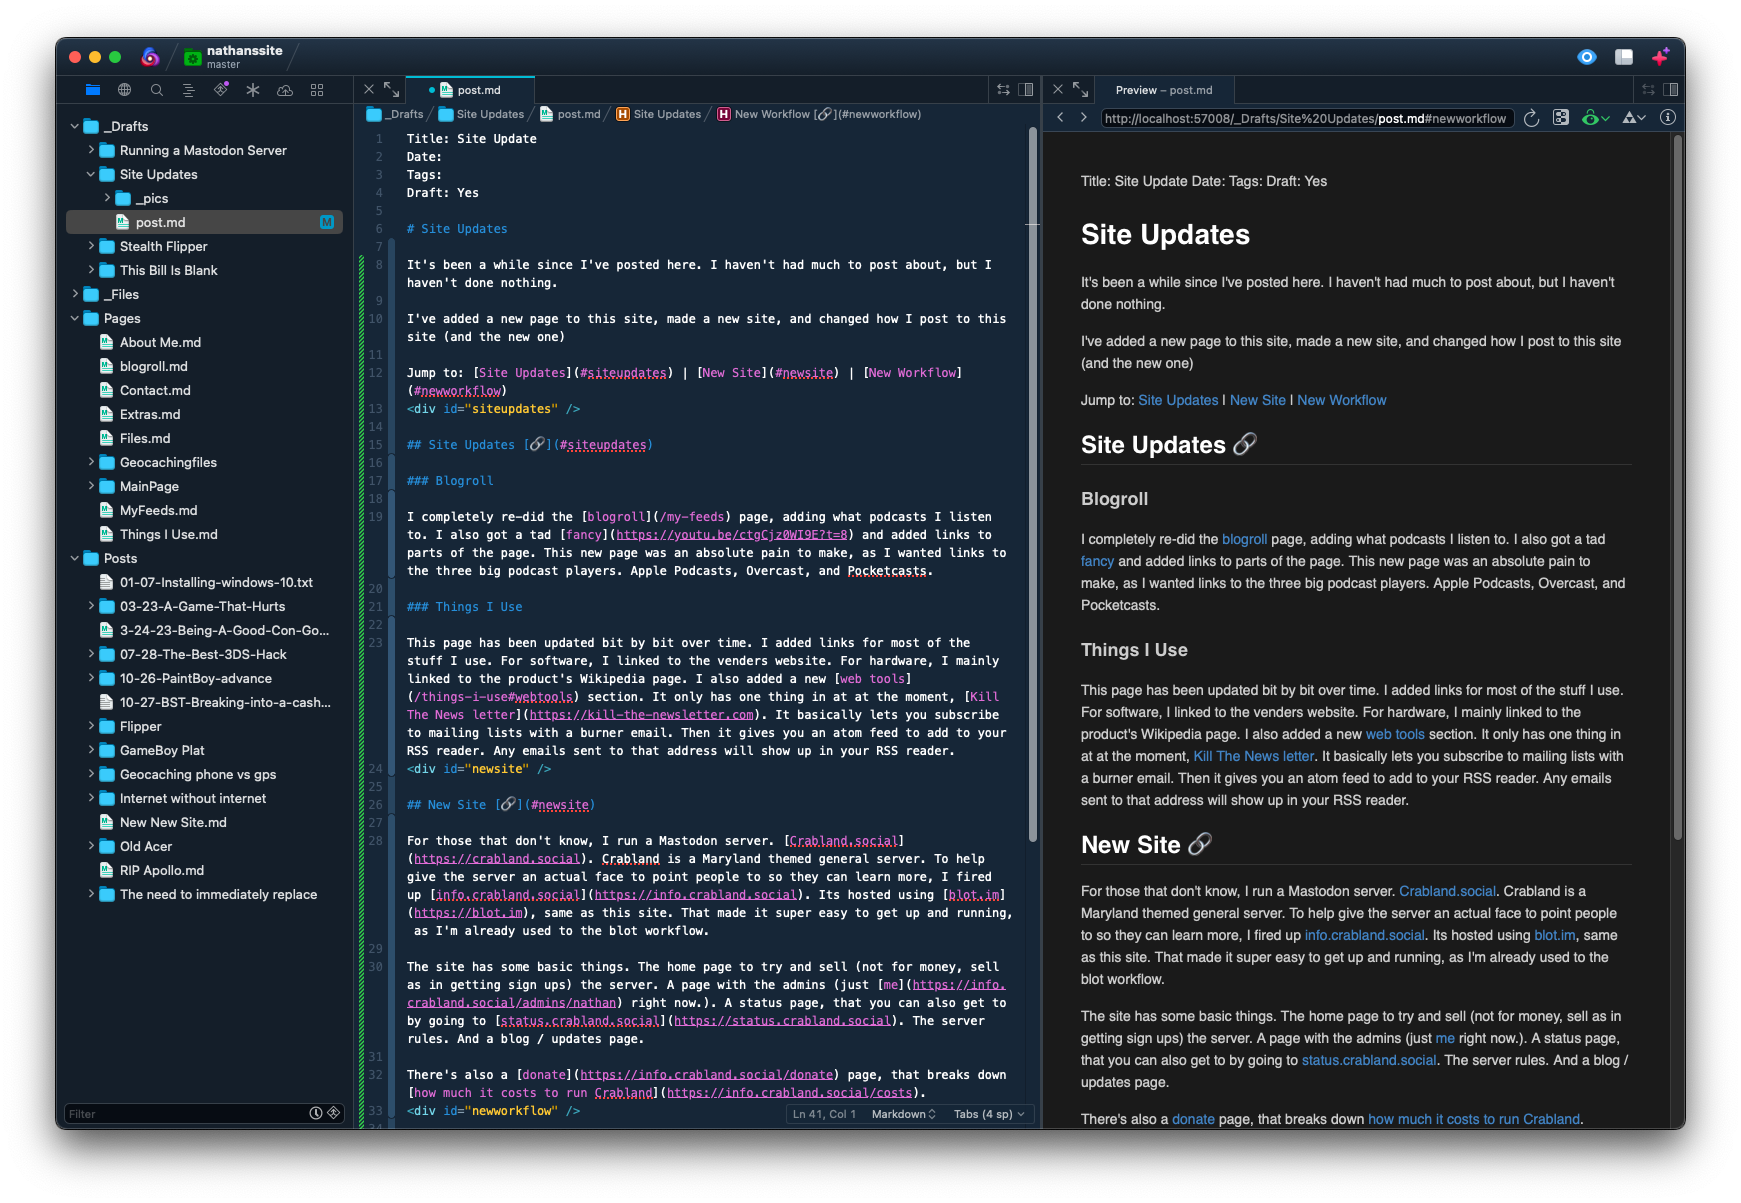 nathanssite
master
_Drafts
Running a Mastodon Server
Site Updates
_pics
post.md
M
Stealth Flipper
This Bill Is Blank
_Files
Pages
About Me.md
blogroll.md
Contact.md
Extras.md
Files.md
Geocachingfiles
MainPage
MyFeeds.md
Things I Use.md
Posts
01-07-Installing-windows-10.txt
03-23-A-Game-That-Hurts
3-24-23-Being-A-Good-Con-Go...
07-28-The-Best-3DS-Hack
10-26-PaintBoy-advance
10-27-BST-Breaking-into-a-cash...
Flipper
GameBoy Plat
Geocaching phone vs gps
Internet without internet
New New Site.md
Old Acer
RIP Apollo.md
The need to immediately replace
Filter
post.md
_Drafts / Site Updates / post.md / H Site Updates / H New Workflow [🔗](#newworkflow)
1 Title: Site Update
2 Date:
3 Tags:
4 Draft: Yes
5
6 # Site Updates
7
8 It's been a while since I've posted here. I haven't had much to post about, but I
haven't done nothing.
9
10 I've added a new page to this site, made a new site, and changed how I post to this
site (and the new one)
11
12 Jump to: [Site Updates](#siteupdates) | [New Site](#newsite) | [New Workflow]
(#newworkflow)
13 <div id="siteupdates" />
14
15 ## Site Updates [🔗](#siteupdates)
16
17 ### Blogroll
18
19 I completely re-did the [blogroll](/my-feeds) page, adding what podcasts I listen
to. I also got a tad [fancy](https://youtu.be/ctgCjz0WI9E?t=8) and added links to
parts of the page. This new page was an absolute pain to make, as I wanted links to
the three big podcast players. Apple Podcasts, Overcast, and Pocketcasts.
20
21 ### Things I Use
22
23 This page has been updated bit by bit over time. I added links for most of the
stuff I use. For software, I linked to the venders website. For hardware, I mainly
linked to the product's Wikipedia page. I also added a new [web tools]
(/things-i-use#webtools) section. It only has one thing in at at the moment, [Kill
The News letter](https://kill-the-newsletter.com). It basically lets you subscribe
to mailing lists with a burner email. Then it gives you an atom feed to add to your
RSS reader. Any emails sent to that address will show up in your RSS reader.
24 <div id="newsite" />
25
26 ## New Site [🔗](#newsite)
27
28 For those that don't know, I run a Mastodon server. [Crabland.social]
(https://crabland.social). Crabland is a Maryland themed general server. To help
give the server an actual face to point people to so they can learn more, I fired
up [info.crabland.social](https://info.crabland.social). Its hosted using [blot.im]
(https://blot.im), same as this site. That made it super easy to get up and running,
as I'm already used to the blot workflow.
29
30 The site has some basic things. The home page to try and sell (not for money, sell
as in getting sign ups) the server. A page with the admins (just [me](https://info.
crabland.social/admins/nathan) right now.). A status page, that you can also get to
by going to [status.crabland.social](https://status.crabland.social). The server
rules. And a blog / updates page.
31
32 There's also a [donate](https://info.crabland.social/donate) page, that breaks down
[how much it costs to run Crabland](https://info.crabland.social/costs).
33 <div id="newworkflow" />
34
Ln 41, Col 1 Markdown Tabs (4 sp)
Preview – post.md
http://localhost:57008/_Drafts/Site%20Updates/post.md#newworkflow
Title: Site Update Date: Tags: Draft: Yes
Site Updates
It's been a while since I've posted here. I haven't had much to post about, but I haven't
done nothing.
I've added a new page to this site, made a new site, and changed how I post to this site
(and the new one)
Jump to: Site Updates | New Site | New Workflow
Site Updates 🔗
Blogroll
I completely re-did the blogroll page, adding what podcasts I listen to. I also got a tad
fancy and added links to parts of the page. This new page was an absolute pain to
make, as I wanted links to the three big podcast players. Apple Podcasts, Overcast, and
Pocketcasts.
Things I Use
This page has been updated bit by bit over time. I added links for most of the stuff I use.
For software, I linked to the venders website. For hardware, I mainly linked to the
product's Wikipedia page. I also added a new web tools section. It only has one thing in
at at the moment, Kill The News letter. It basically lets you subscribe to mailing lists with
a burner email. Then it gives you an atom feed to add to your RSS reader. Any emails
sent to that address will show up in your RSS reader.
New Site 🔗
For those that don't know, I run a Mastodon server. Crabland.social. Crabland is a
Maryland themed general server. To help give the server an actual face to point people
to so they can learn more, I fired up info.crabland.social. Its hosted using blot.im, same
as this site. That made it super easy to get up and running, as I'm already used to the
blot workflow.
The site has some basic things. The home page to try and sell (not for money, sell as in
getting sign ups) the server. A page with the admins (just me right now.). A status page,
that you can also get to by going to status.crabland.social. The server rules. And a blog /
updates page.
There's also a donate page, that breaks down how much it costs to run Crabland.